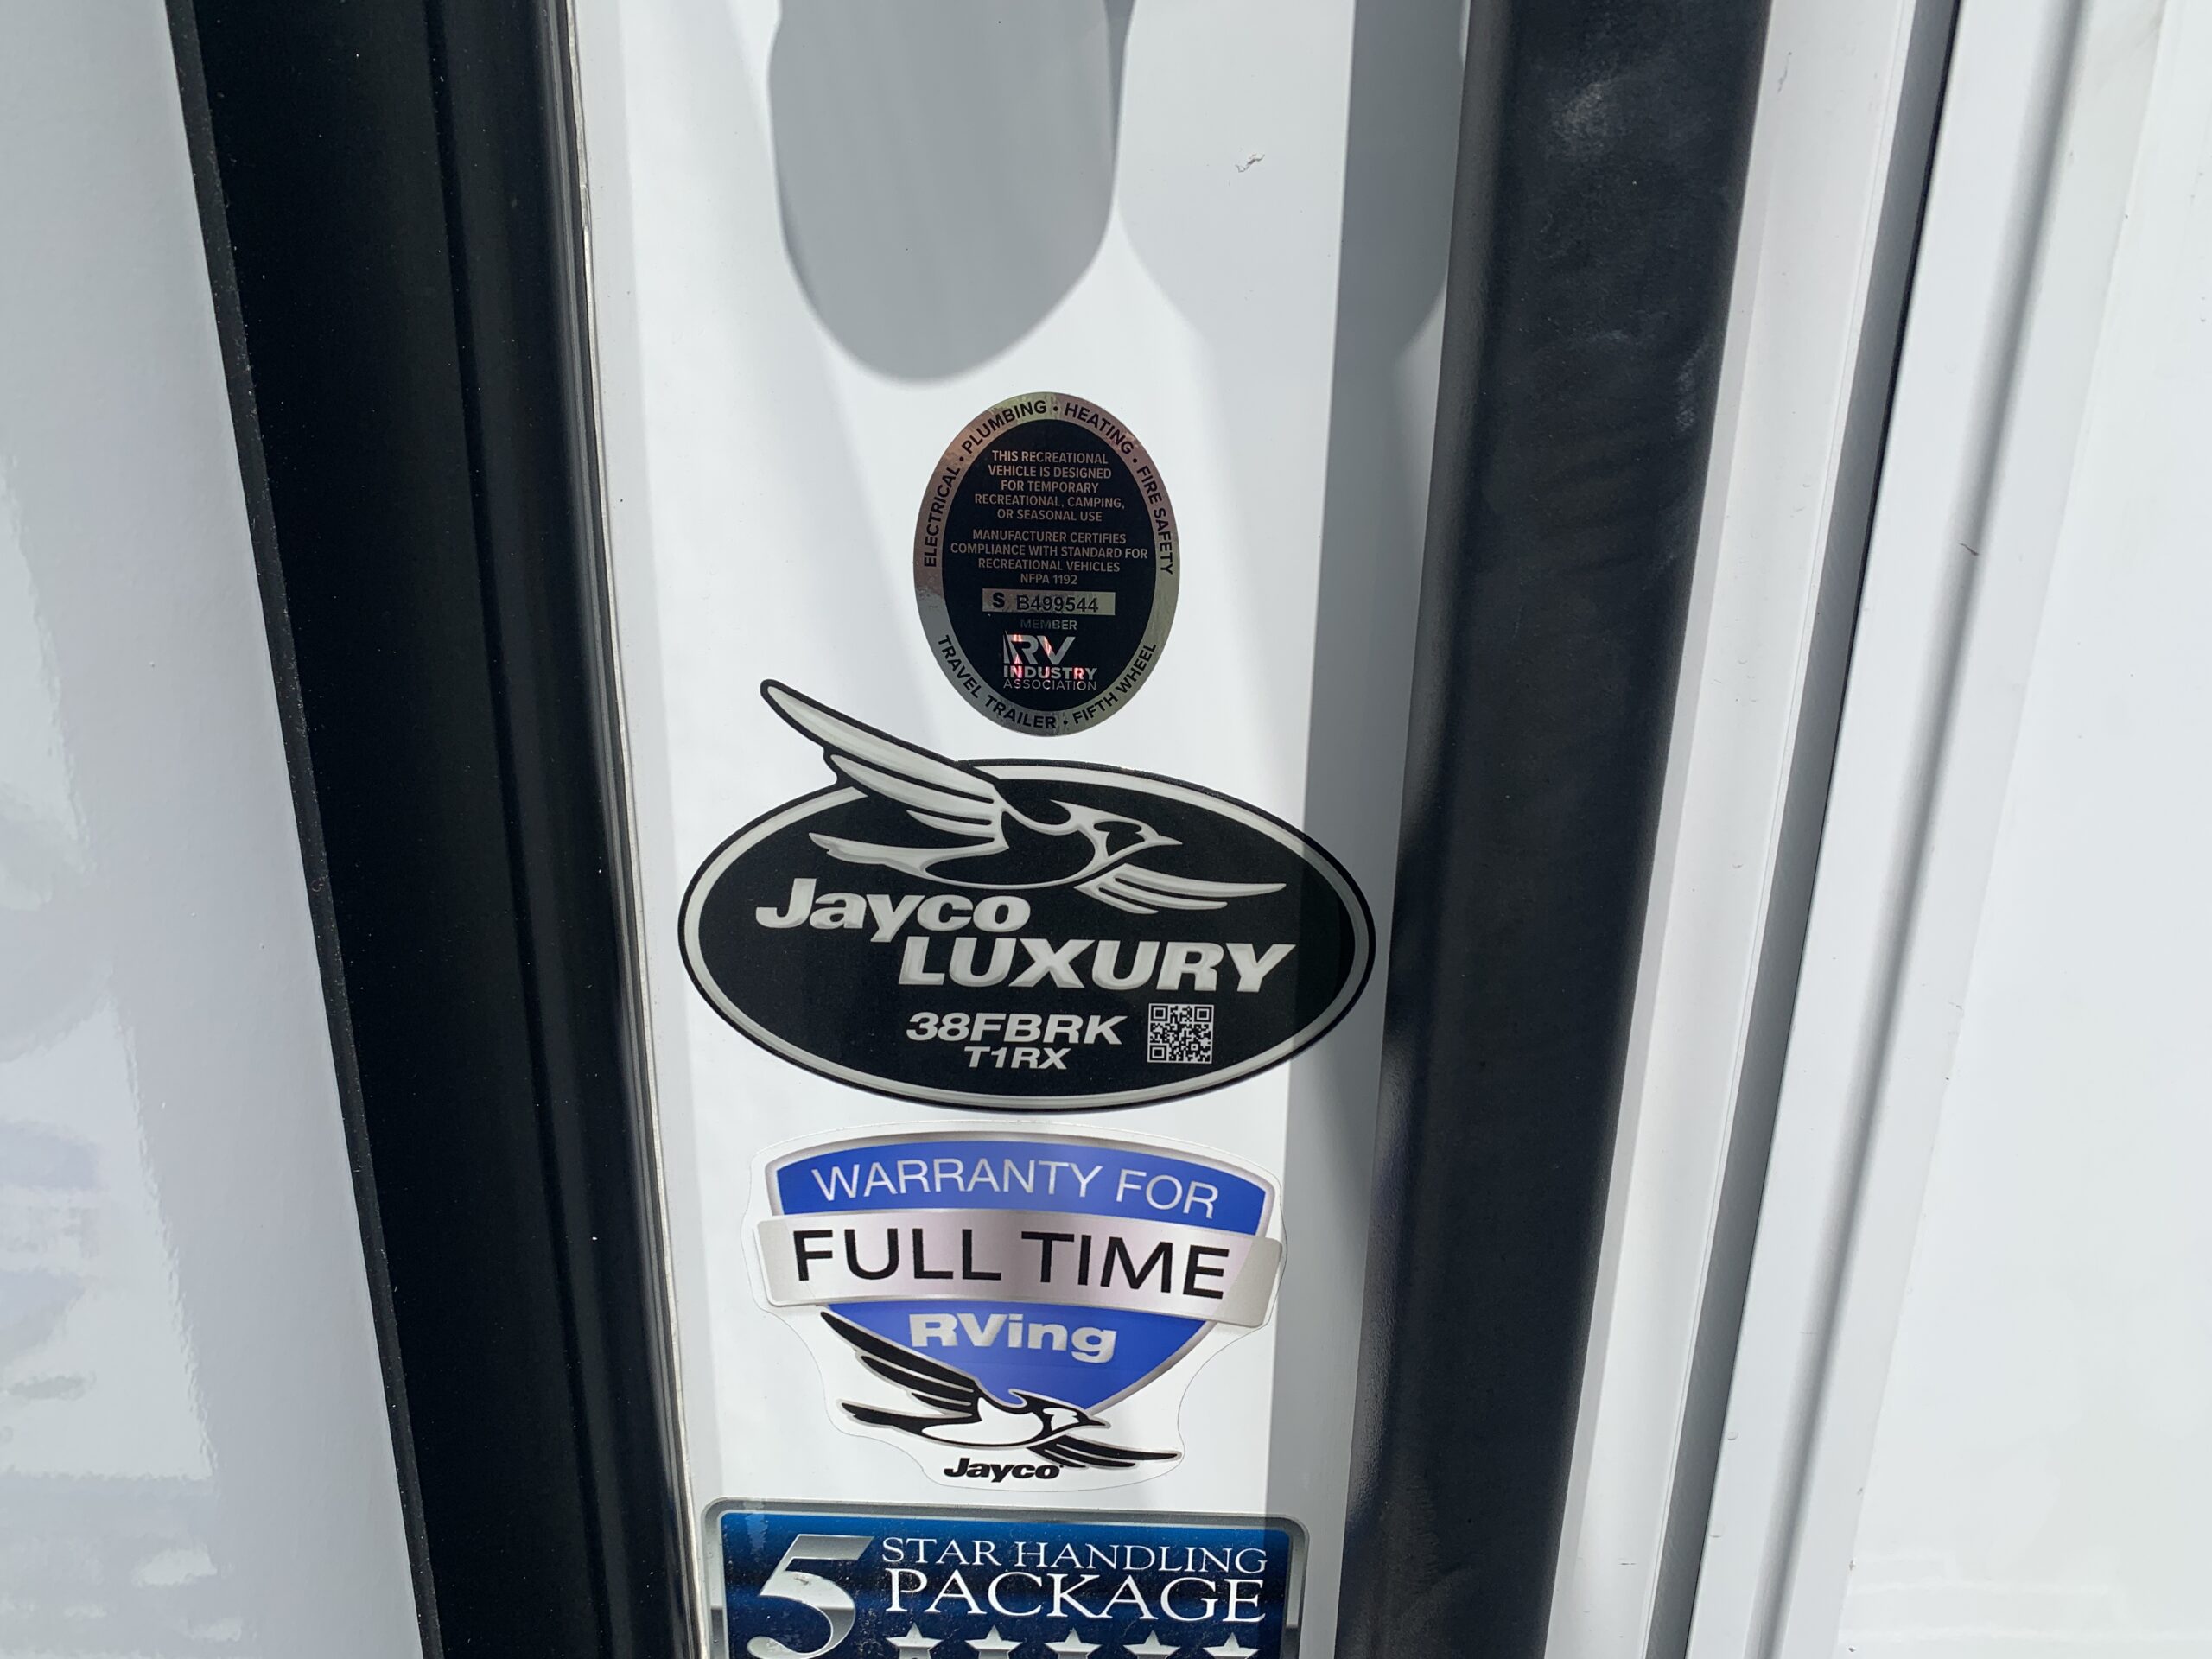 ELECTRICAL • PLUMBING • HEATING • FIRE SAFETY
THIS RECREATIONAL
VEHICLE IS DESIGNED
FOR TEMPORARY
RECREATIONAL, CAMPING,
OR SEASONAL USE
MANUFACTURER CERTIFIES
COMPLIANCE WITH STANDARD FOR
RECREATIONAL VEHICLES
NFPA 1192
S B499544
MEMBER
RV
INDUSTRY
ASSOCIATION
TRAVEL TRAILER • FIFTH WHEEL
Jayco
LUXURY
38FBRK
T1RX
WARRANTY FOR
FULL TIME
RVing
Jayco
5 STAR HANDLING
PACKAGE